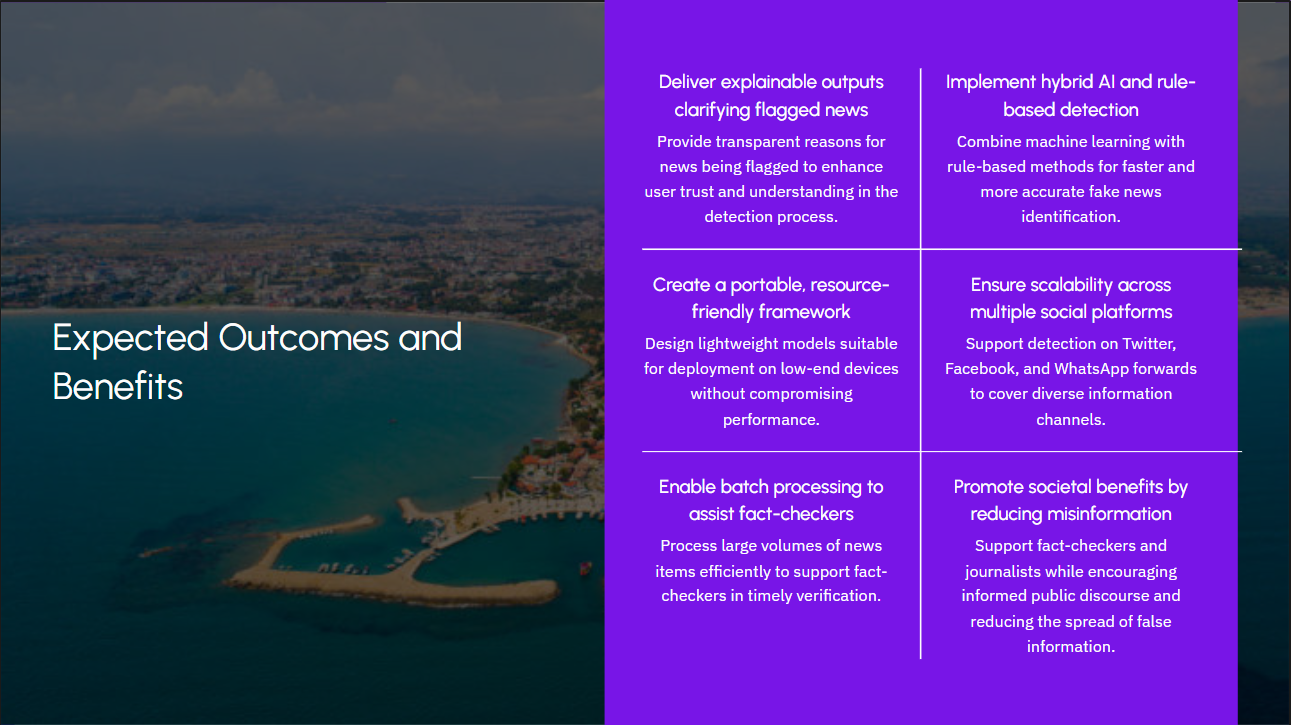 Expected Outcomes and
Benefits
Deliver explainable outputs
clarifying flagged news
Provide transparent reasons for
news being flagged to enhance
user trust and understanding in the
detection process.
Implement hybrid AI and rule-
based detection
Combine machine learning with
rule-based methods for faster and
more accurate fake news
identification.
Create a portable, resource-
friendly framework
Design lightweight models suitable
for deployment on low-end devices
without compromising
performance.
Ensure scalability across
multiple social platforms
Support detection on Twitter,
Facebook, and WhatsApp forwards
to cover diverse information
channels.
Enable batch processing to
assist fact-checkers
Process large volumes of news
items efficiently to support fact-
checkers in timely verification.
Promote societal benefits by
reducing misinformation
Support fact-checkers and
journalists while encouraging
informed public discourse and
reducing the spread of false
information.